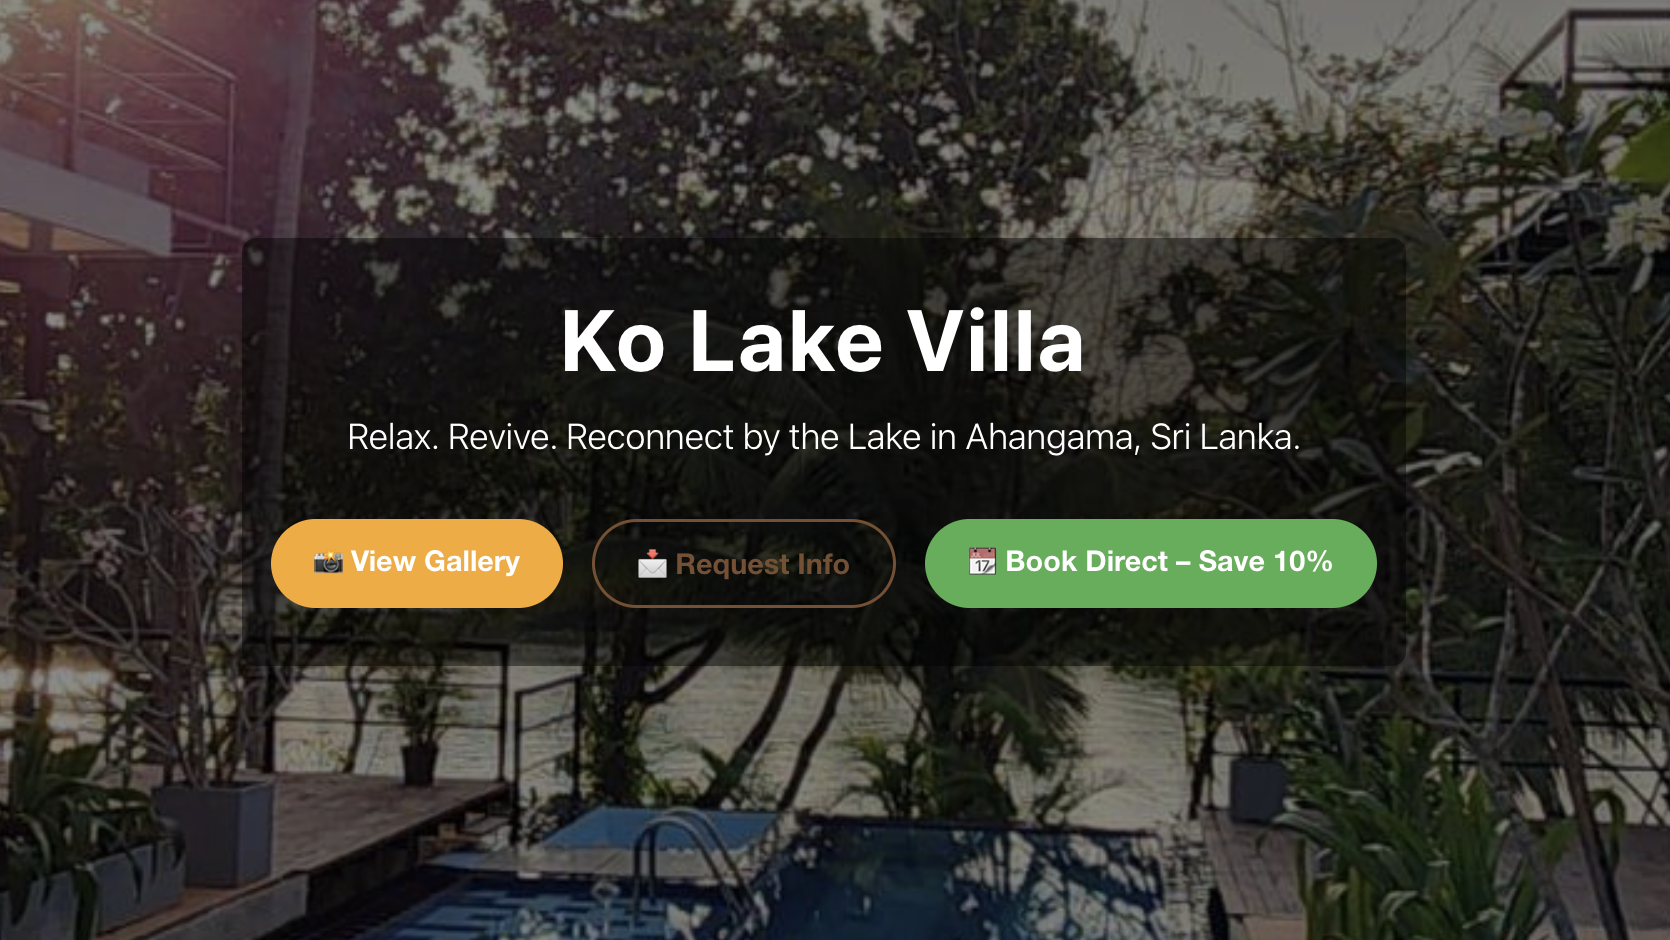 Ko Lake Villa
Relax. Revive. Reconnect by the Lake in Ahangama, Sri Lanka.
📸 View Gallery
📩 Request Info
📆 Book Direct – Save 10%